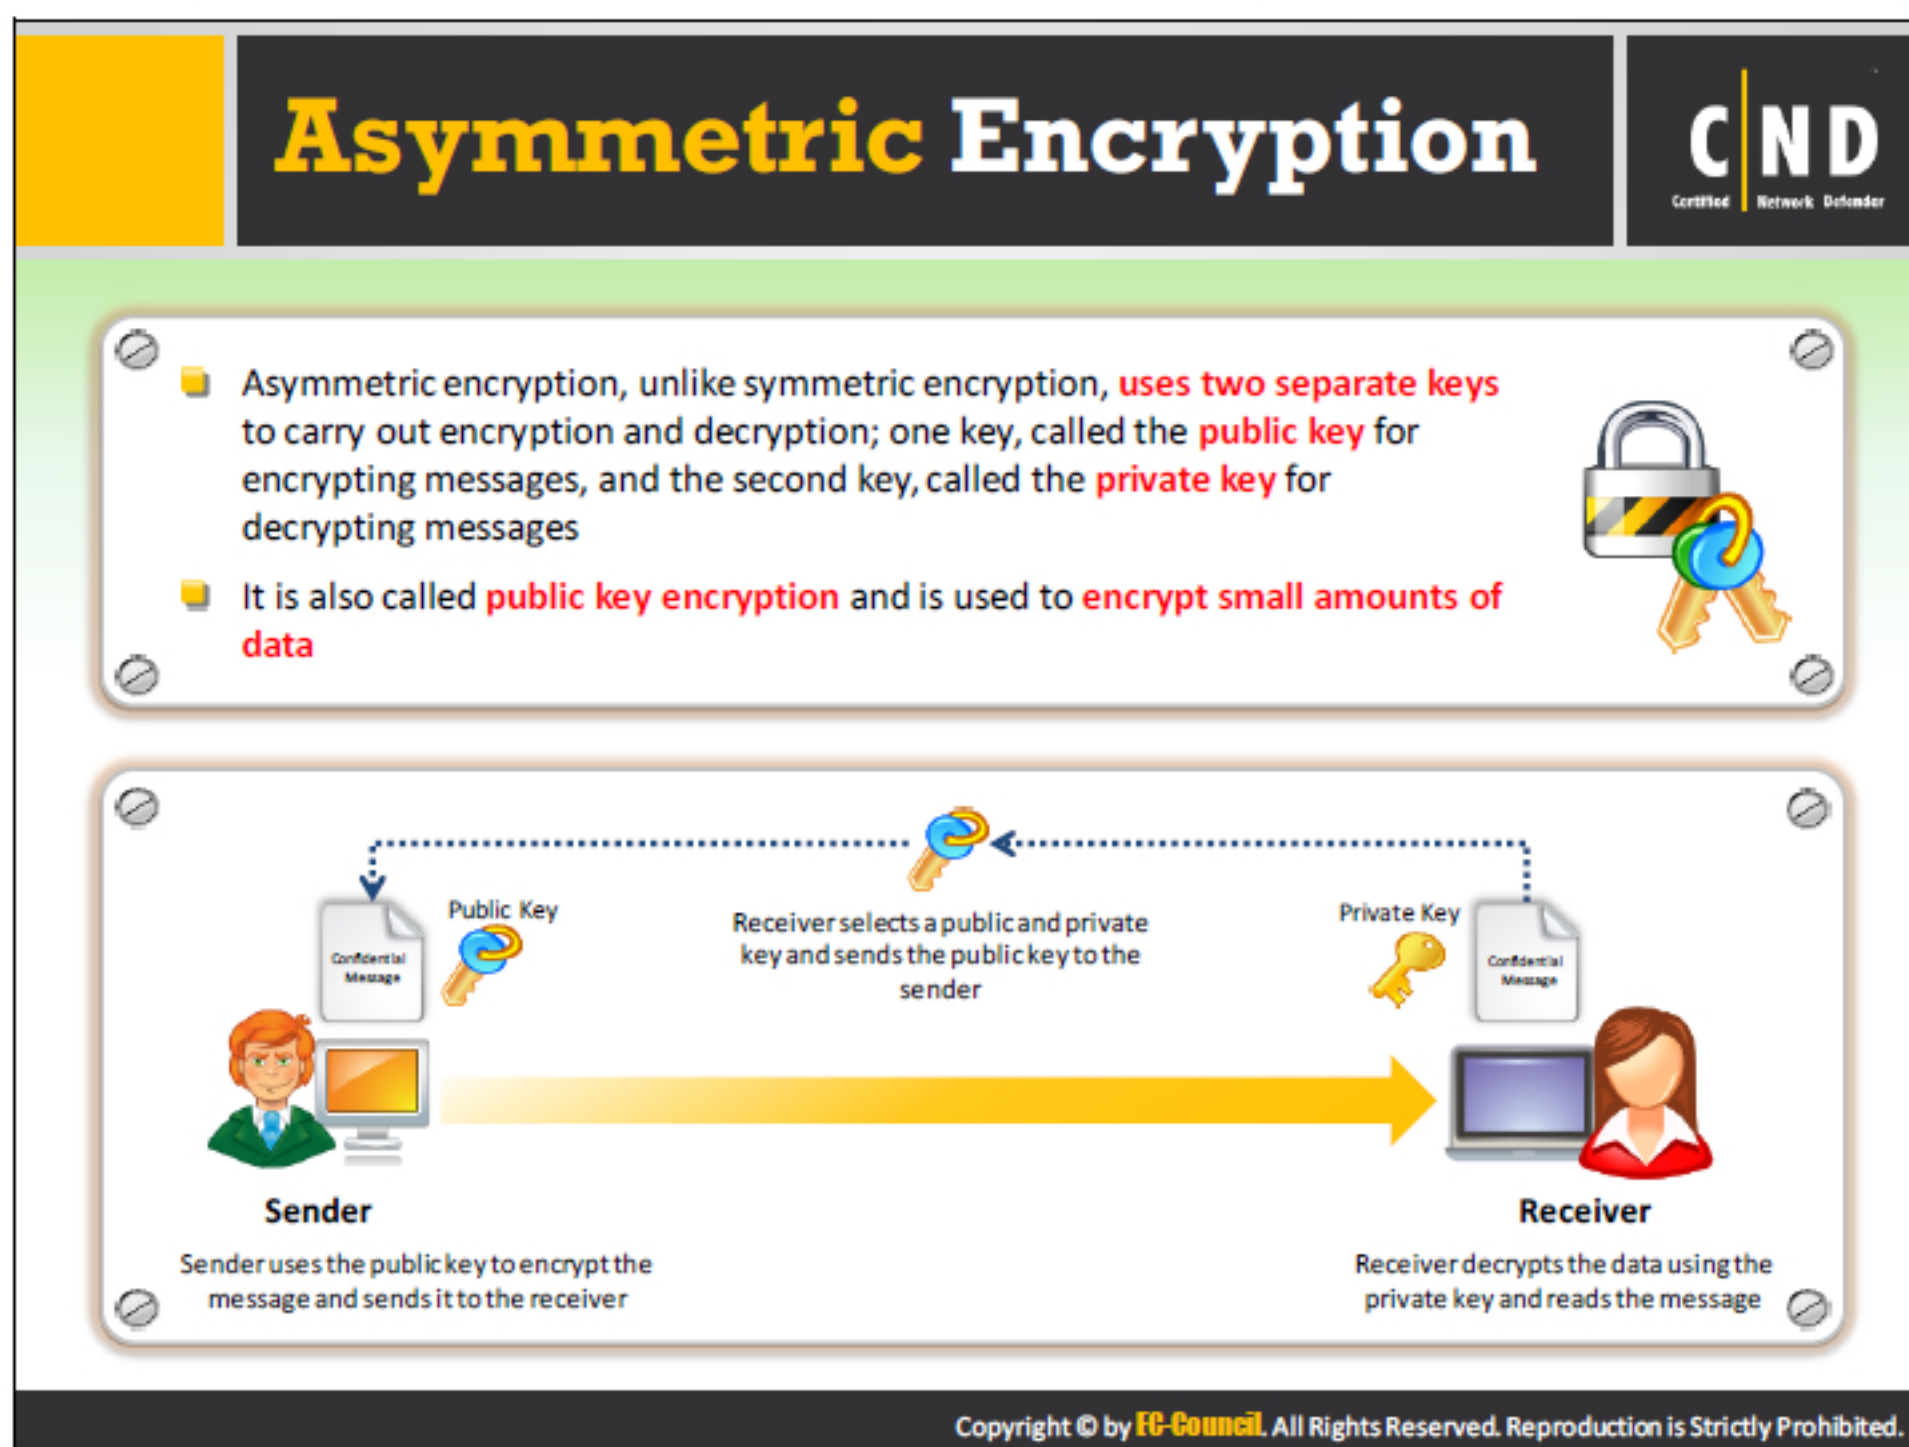 Asymmetric Encryption
C N D
Certified Network Defender
Asymmetric encryption, unlike symmetric encryption, uses two separate keys
to carry out encryption and decryption; one key, called the public key for
encrypting messages, and the second key, called the private key for
decrypting messages
It is also called public key encryption and is used to encrypt small amounts of
data
Public Key
Confidential
Message
Receiver selects a public and private
key and sends the public key to the
sender
Private Key
Confidential
Message
Sender
Sender uses the public key to encrypt the
message and sends it to the receiver
Receiver
Receiver decrypts the data using the
private key and reads the message
Copyright © by EC-Council. All Rights Reserved. Reproduction is Strictly Prohibited.